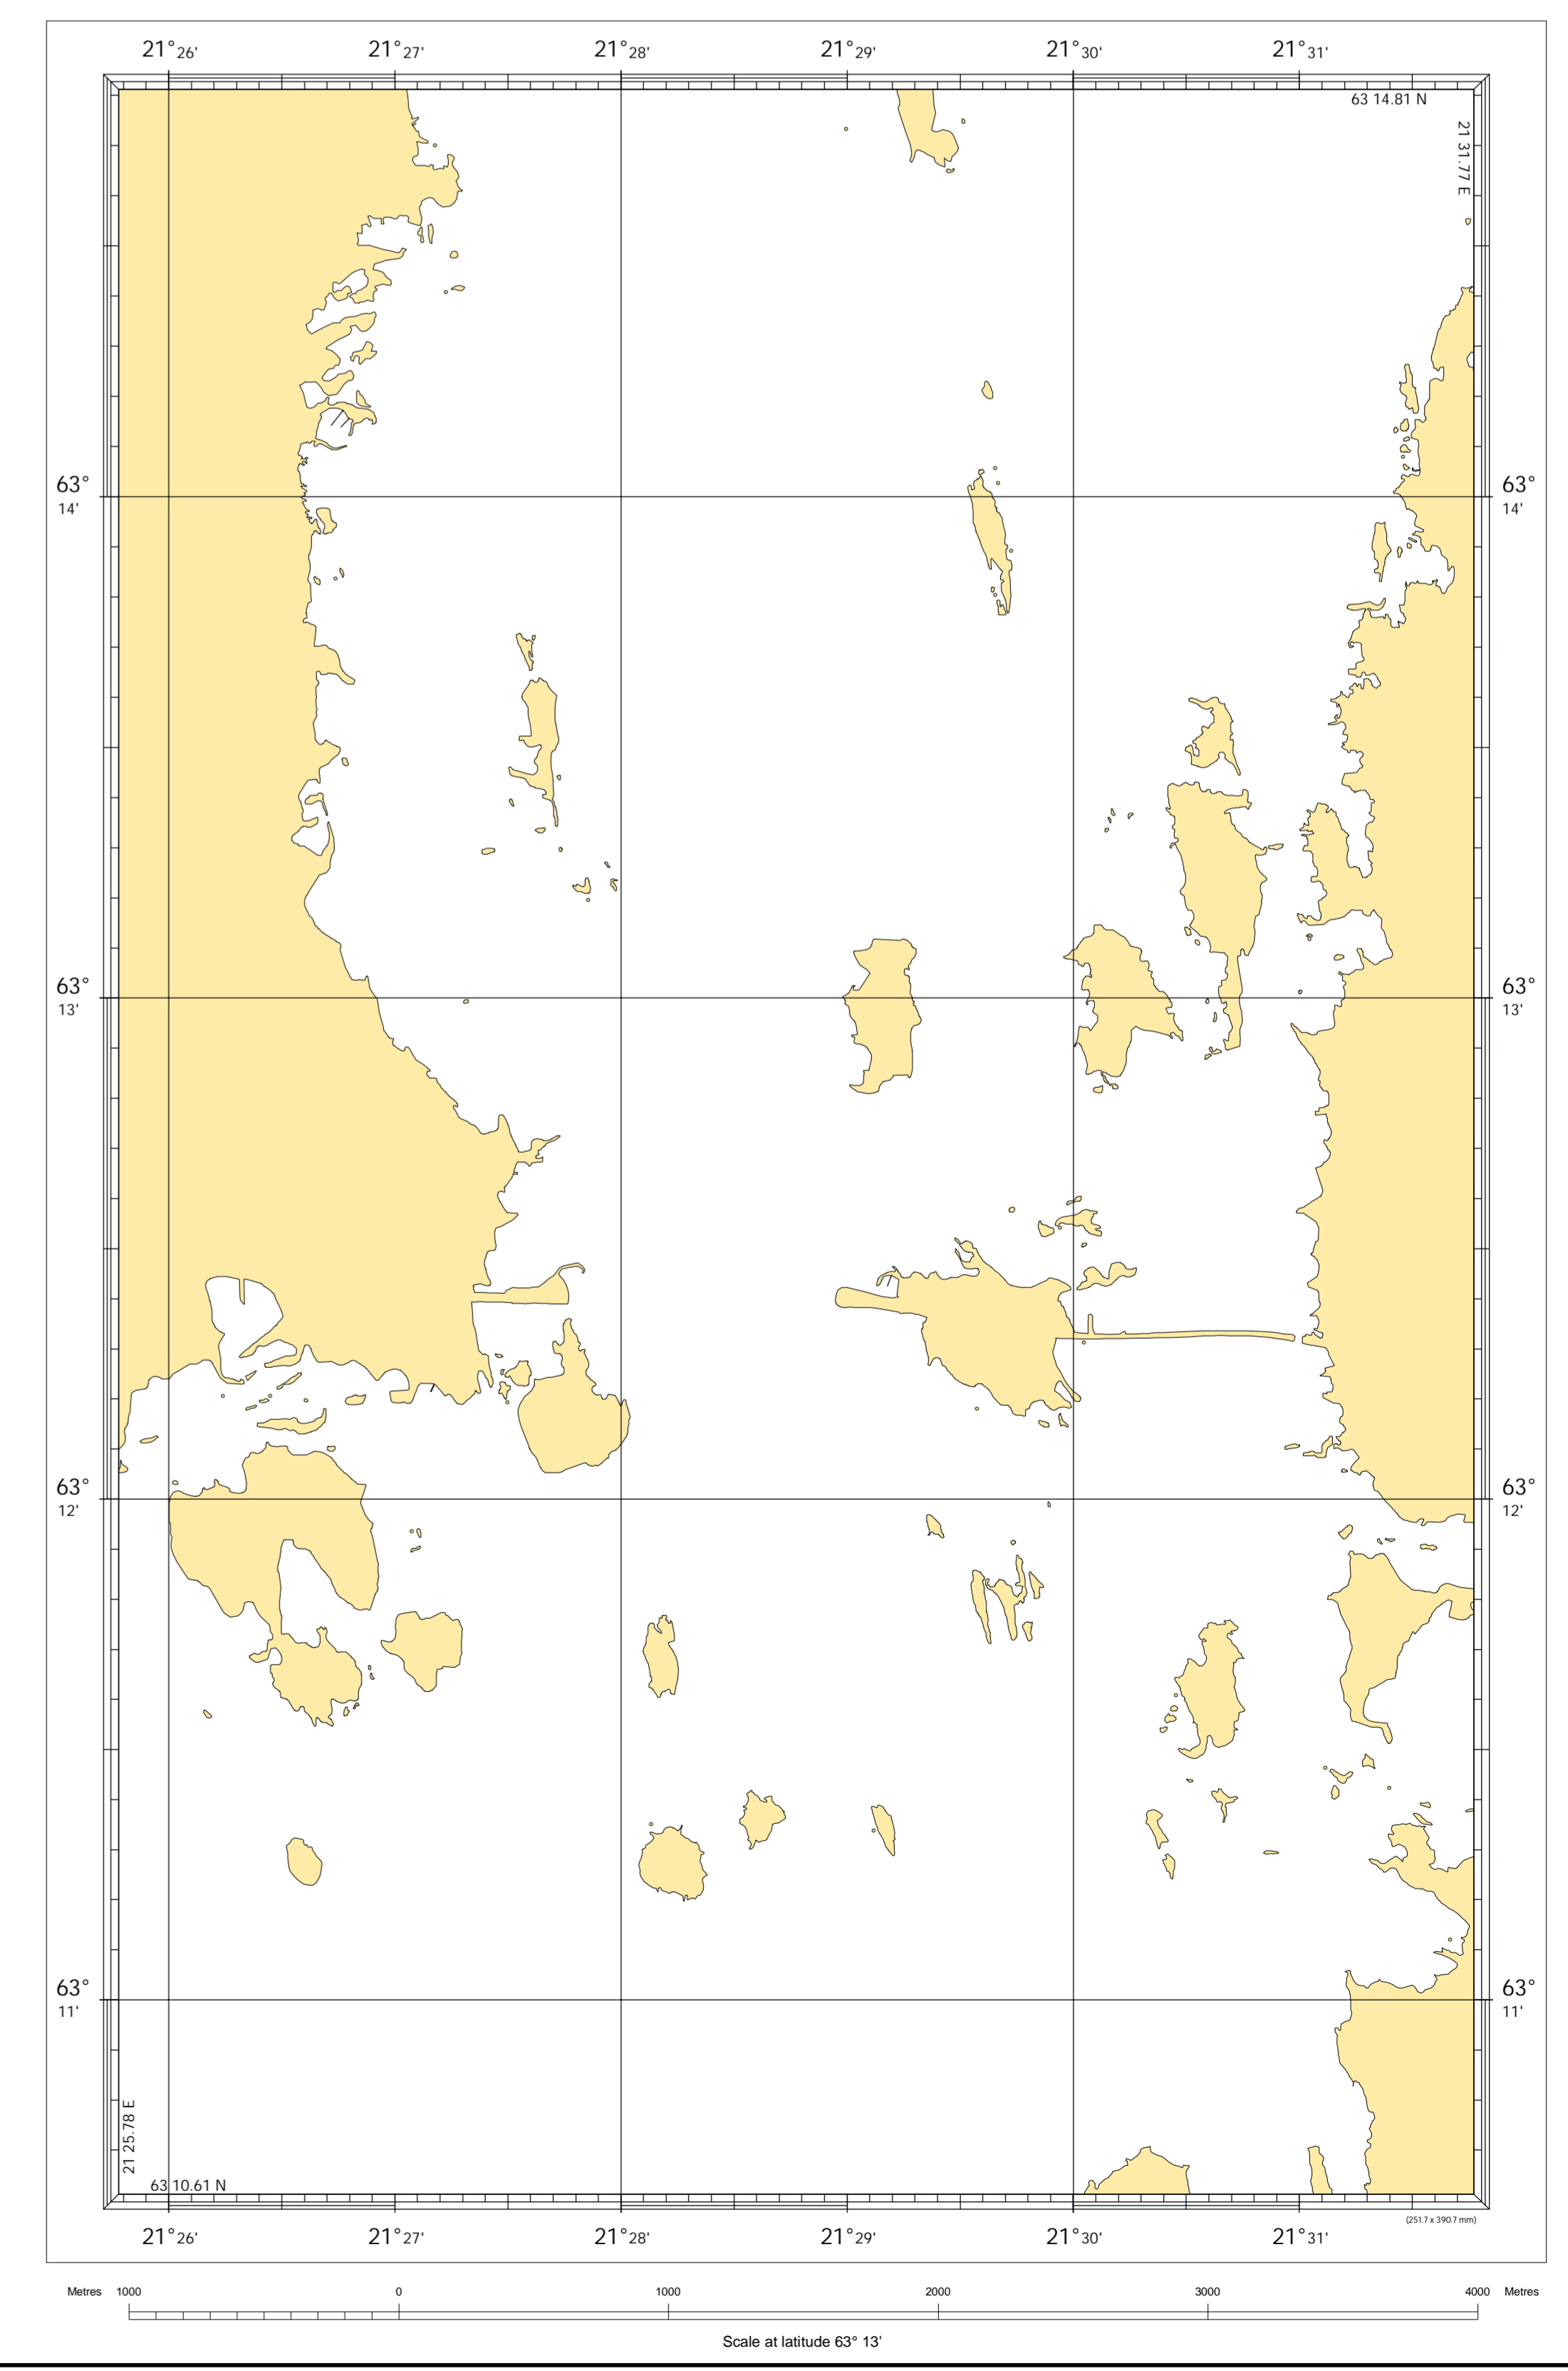 21°26' 21°27' 21°28' 21°29' 21°30' 21°31'
63 14.81 N
21 31.77 E
63° 63°
14' 14'
63° 63°
13' 13'
63° 63°
12' 12'
63° 63°
11' 11'
21 25.78 E
63 10.61 N
(251.7 x 390.7 mm)
21°26' 21°27' 21°28' 21°29' 21°30' 21°31'
Metres 1000 0 1000 2000 3000 4000 Metres
Scale at latitude 63° 13'